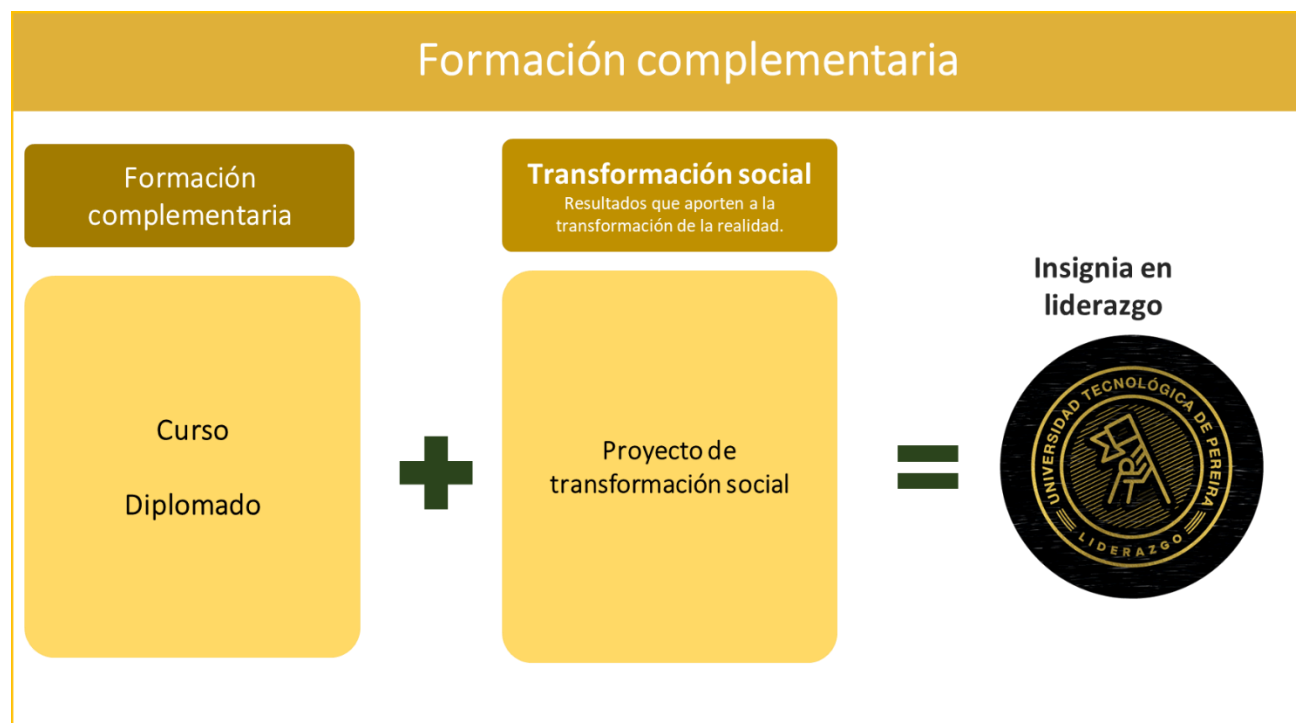 Formación complementaria
Formación
complementaria
Curso
Diplomado
Transformación social
Resultados que aporten a la
transformación de la realidad.
Proyecto de
transformación social
Insignia en
liderazgo
UNIVERSIDAD TECNOLÓGICA DE PEREIRA
LIDERAZGO